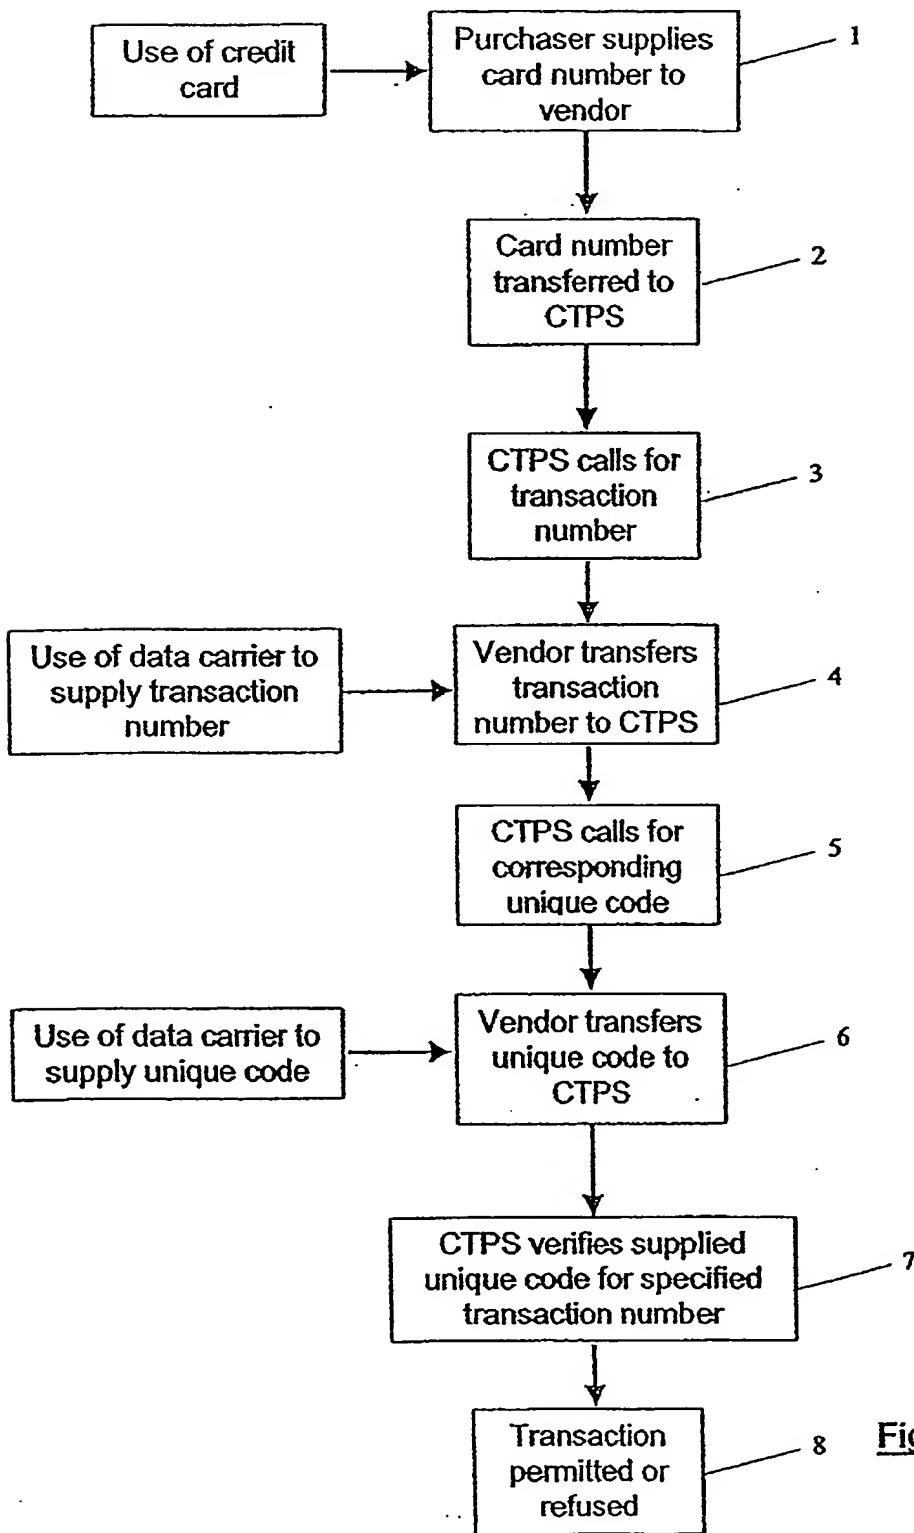 Use of credit
card
Purchaser supplies
card number to
vendor
1
Card number
transferred to
CTPS
2
CTPS calls for
transaction
number
3
Use of data carrier to
supply transaction
number
Vendor transfers
transaction
number to CTPS
4
CTPS calls for
corresponding
unique code
5
Use of data carrier to
supply unique code
Vendor transfers
unique code to
CTPS
6
CTPS verifies supplied
unique code for specified
transaction number
7
Transaction
permitted or
refused
8
Fig